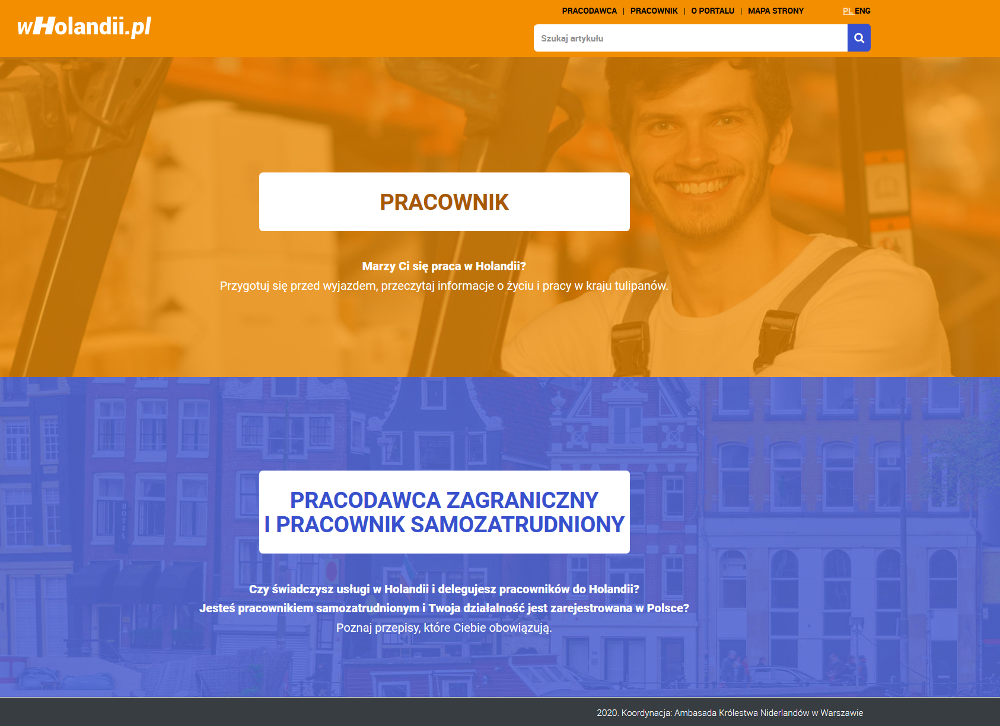 wHolandii.pl
PRACODAWCA | PRACOWNIK | O PORTALU | MAPA STRONY
PL ENG
Szukaj artykułu
PRACOWNIK
Marzy Ci się praca w Holandii?
Przygotuj się przed wyjazdem, przeczytaj informacje o życiu i pracy w kraju tulipanów.
PRACODAWCA ZAGRANICZNY
I PRACOWNIK SAMOZATRUDNIONY
HOTEL
Czy świadczysz usługi w Holandii i delegujesz pracowników do Holandii?
Jesteś pracownikiem samozatrudnionym i Twoja działalność jest zarejestrowana w Polsce?
Poznaj przepisy, które Ciebie obowiązują.
2020. Koordynacja: Ambasada Królestwa Niderlandów w Warszawie